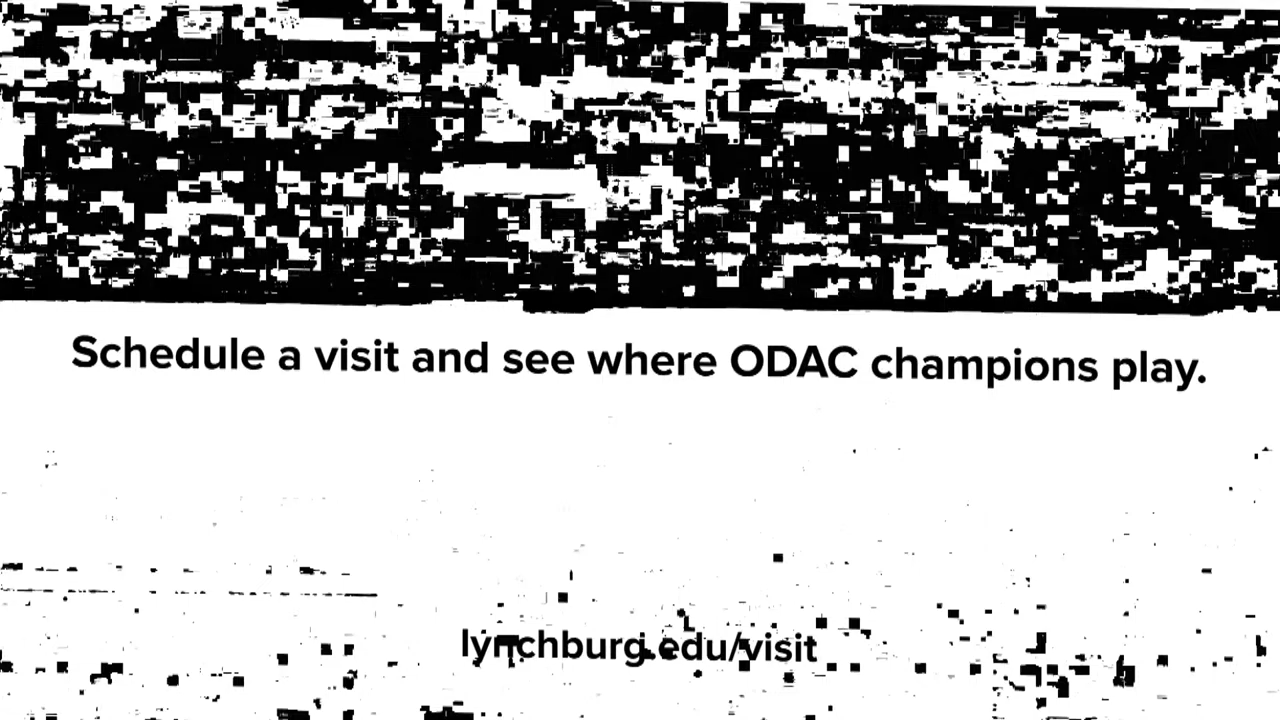 Schedule a visit and see where ODAC champions play.
lynchburg.edu/visit